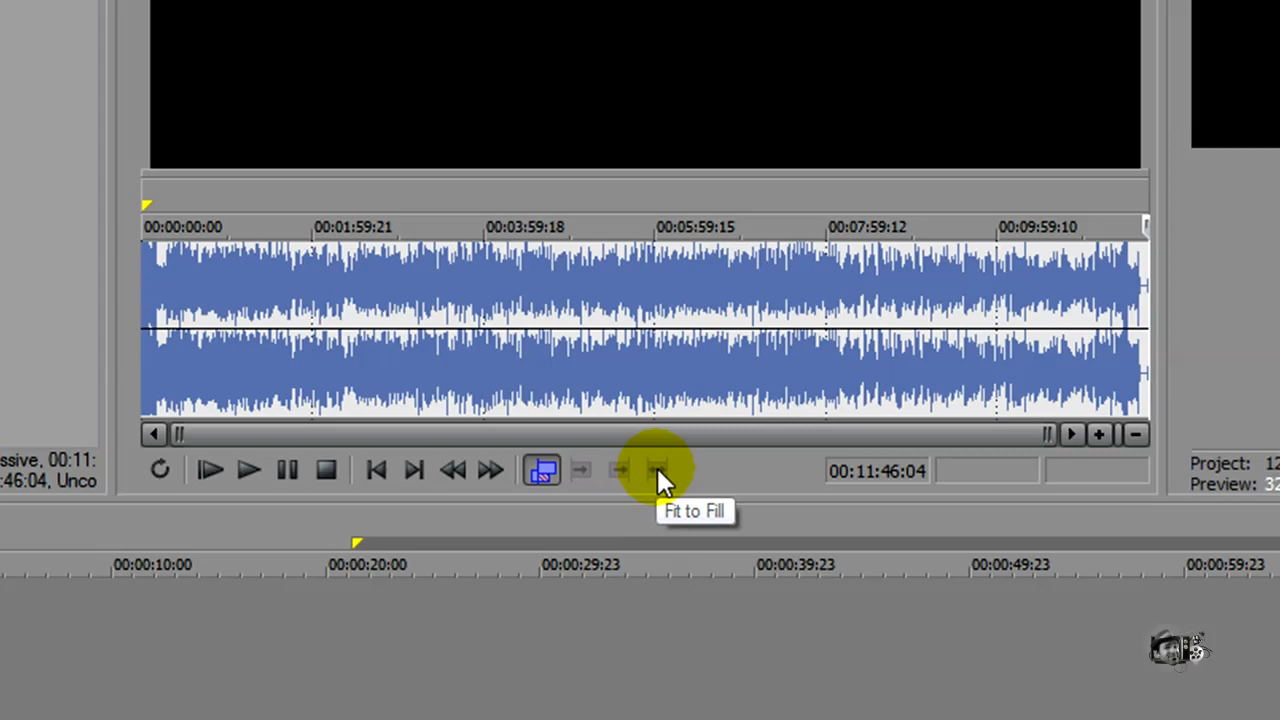 00:00:00:00 00:01:59:21 00:03:59:18 00:05:59:15 00:07:59:12 00:09:59:10
ssive, 00:11:
:46:04, Unco
00:11:46:04
Project: 12
Preview: 32
Fit to Fill
00:00:10:00 00:00:20:00 00:00:29:23 00:00:39:23 00:00:49:23 00:00:59:23